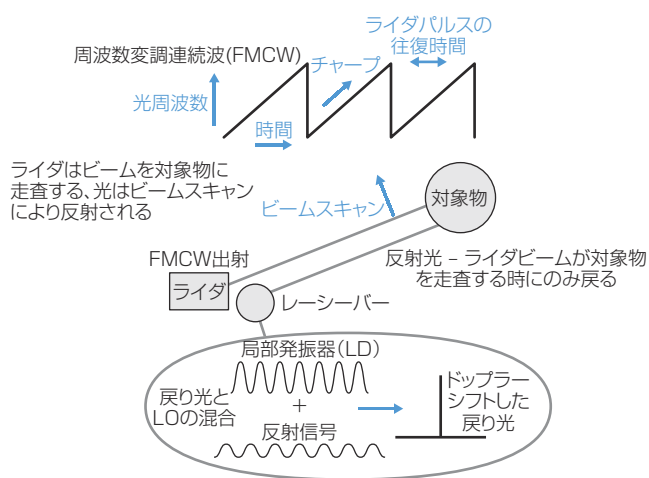 ライダパルスの
往復時間
周波数変調連続波(FMCW)
チャープ
光周波数
時間
ライダはビームを対象物に
走査する、光はビームスキャン
により反射される
ビームスキャン
対象物
FMCW出射
ライダ
レーシーバー
反射光 – ライダビームが対象物
を走査する時にのみ戻る
局部発振器(LD)
戻り光と
LOの混合
+
反射信号
ドップラー
シフトした
戻り光